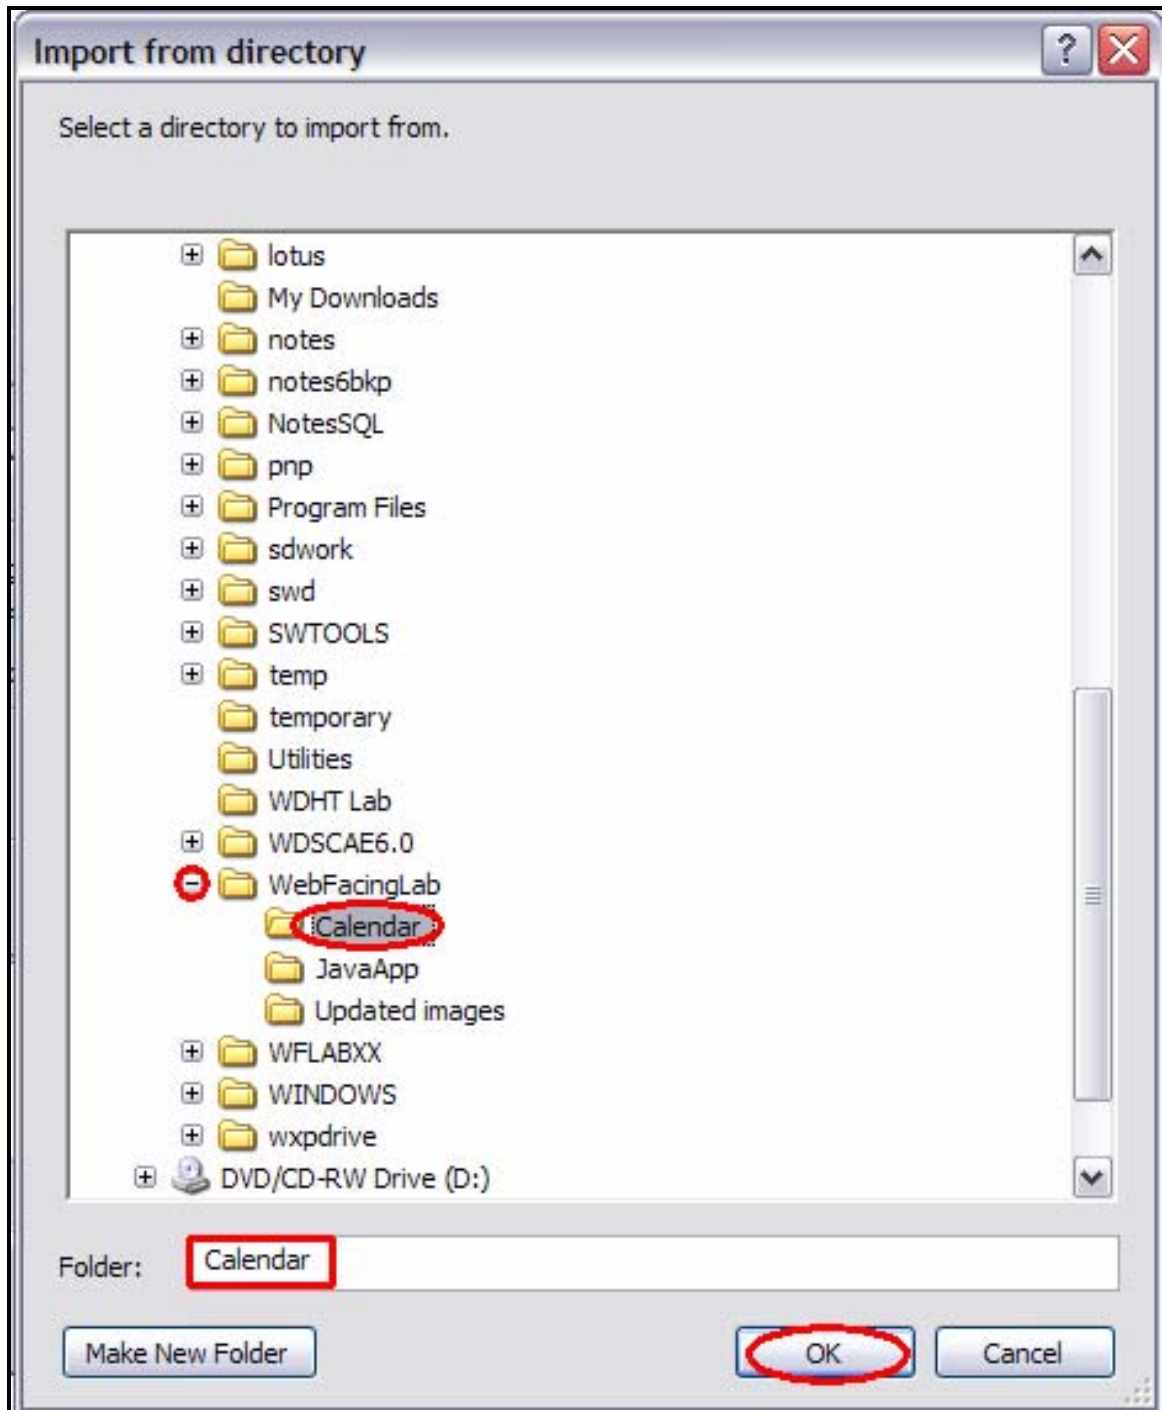 Import from directory
Select a directory to import from.
lotus
My Downloads
notes
notes6bkp
NotesSQL
pnp
Program Files
sdwork
swd
SWTOOLS
temp
temporary
Utilities
WDHT Lab
WDSCAE6.0
WebFacingLab
Calendar
JavaApp
Updated images
WFLABXX
WINDOWS
wxpdrive
DVD/CD-RW Drive (D:)
Folder: Calendar
Make New Folder OK Cancel